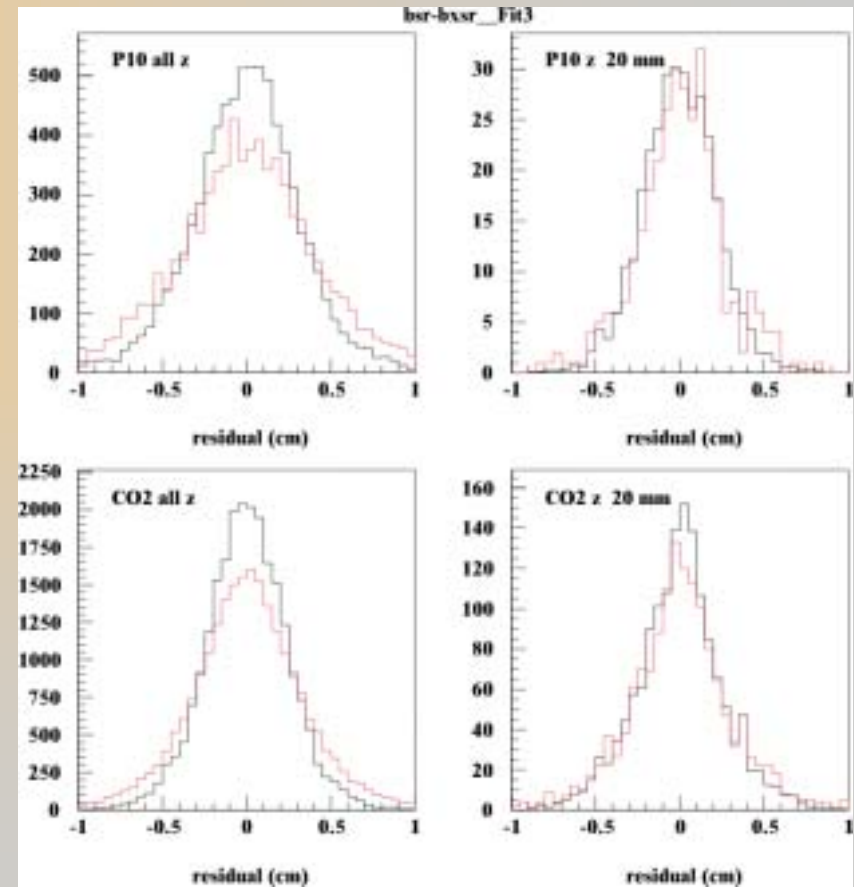 bsr-bxsr__Fit3
P10 all z
500
400
300
200
100
0
-1 -0.5 0 0.5 1
residual (cm)
P10 z 20 mm
30
25
20
15
10
5
0
-1 -0.5 0 0.5 1
residual (cm)
CO2 all z
2250
2000
1750
1500
1250
1000
750
500
250
0
-1 -0.5 0 0.5 1
residual (cm)
CO2 z 20 mm
160
140
120
100
80
60
40
20
0
-1 -0.5 0 0.5 1
residual (cm)